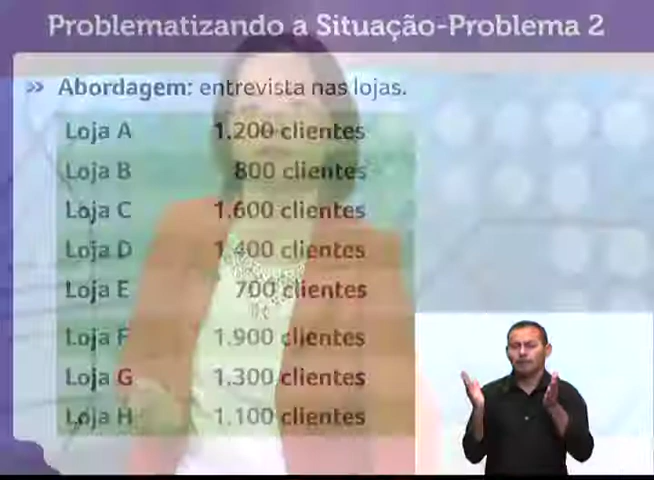 Problematizando a Situação-Problema 2
» Abordagem: entrevista nas lojas.
Loja A 1.200 clientes
Loja B 800 clientes
Loja C 1.600 clientes
Loja D 1.400 clientes
Loja E 700 clientes
Loja F 1.900 clientes
Loja G 1.300 clientes
Loja H 1.100 clientes